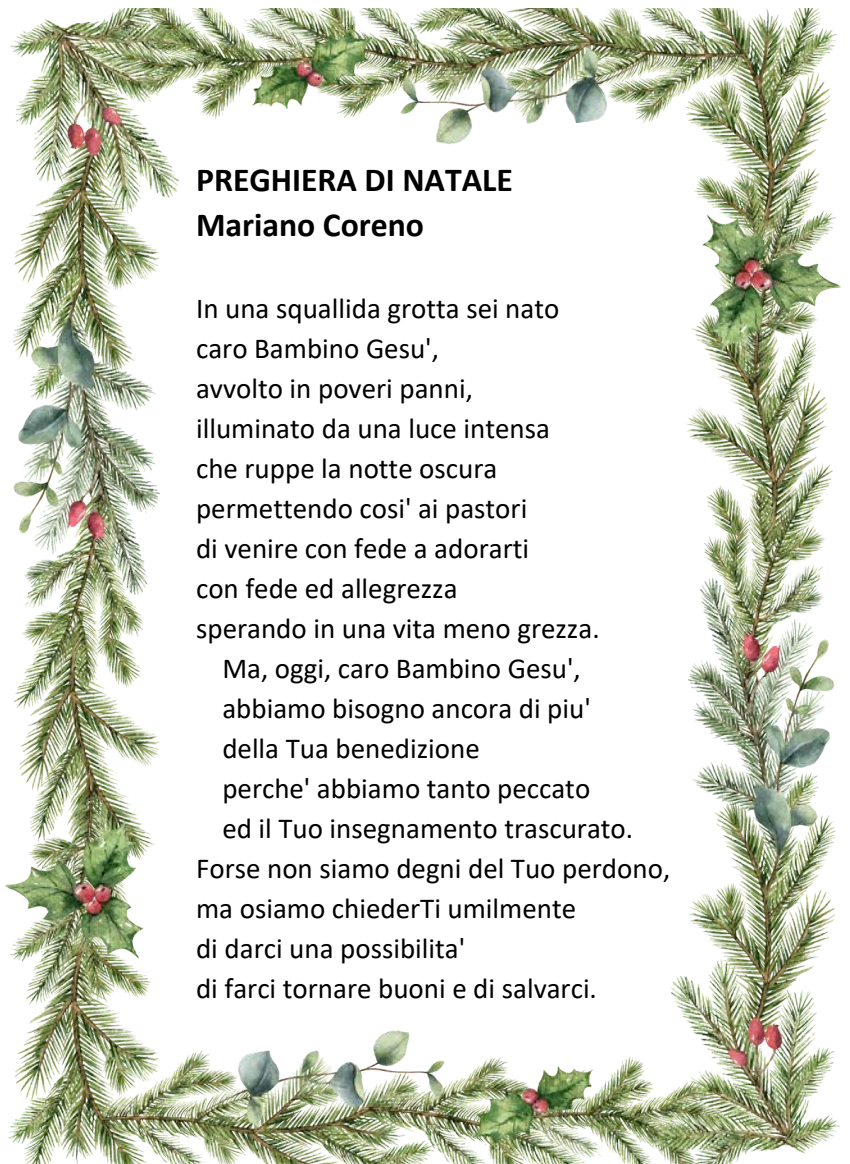 PREGHIERA DI NATALE
Mariano Coreno
In una squallida grotta sei nato
caro Bambino Gesu',
avvolto in poveri panni,
illuminato da una luce intensa
che ruppe la notte oscura
permettendo cosi' ai pastori
di venire con fede a adorarti
con fede ed allegrezza
sperando in una vita meno grezza.
Ma, oggi, caro Bambino Gesu',
abbiamo bisogno ancora di piu'
della Tua benedizione
perche' abbiamo tanto peccato
ed il Tuo insegnamento trascurato.
Forse non siamo degni del Tuo perdono,
ma osiamo chiederTi umilmente
di darci una possibilita'
di farci tornare buoni e di salvarci.